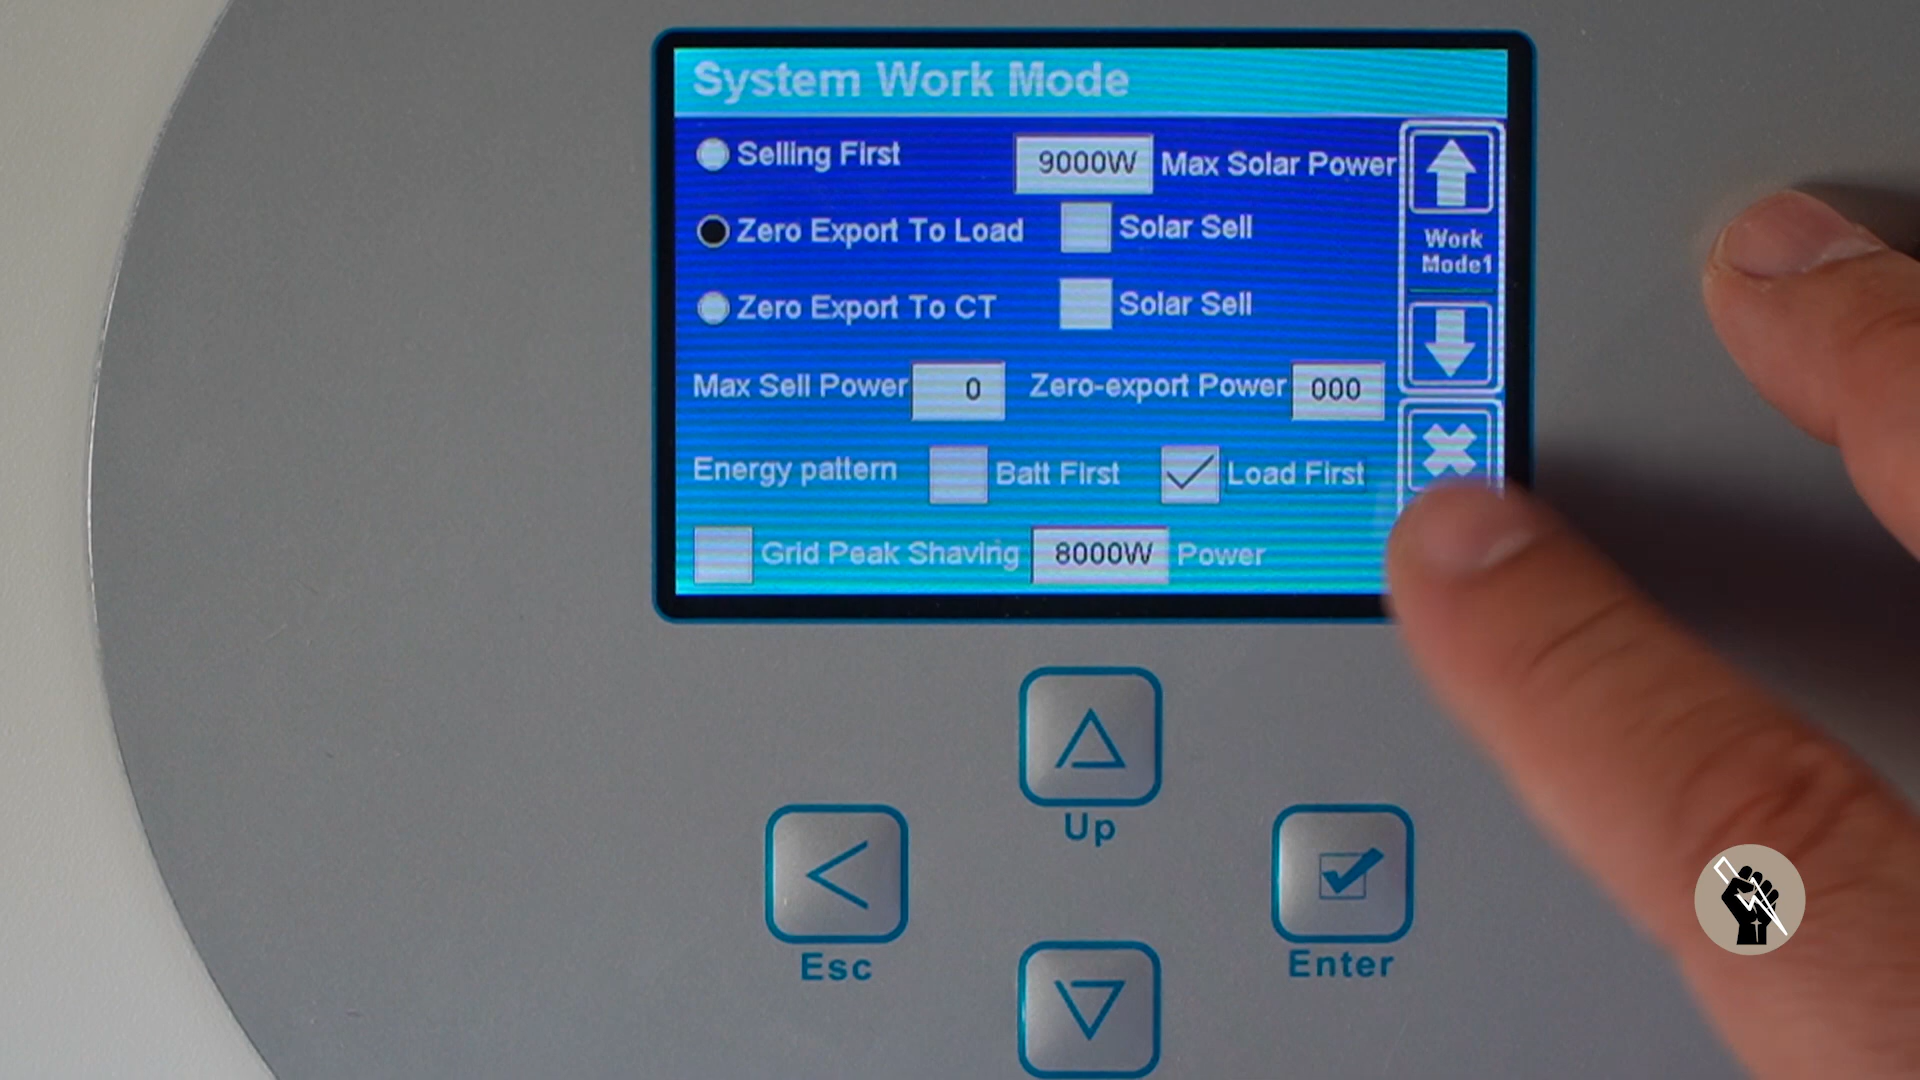 System Work Mode
Selling First 9000W Max Solar Power
Zero Export To Load Solar Sell
Work
Mode1
Zero Export To CT Solar Sell
Max Sell Power 0 Zero-export Power 000
Energy pattern Batt First Load First
Grid Peak Shaving 8000W Power
Up
Esc
Enter